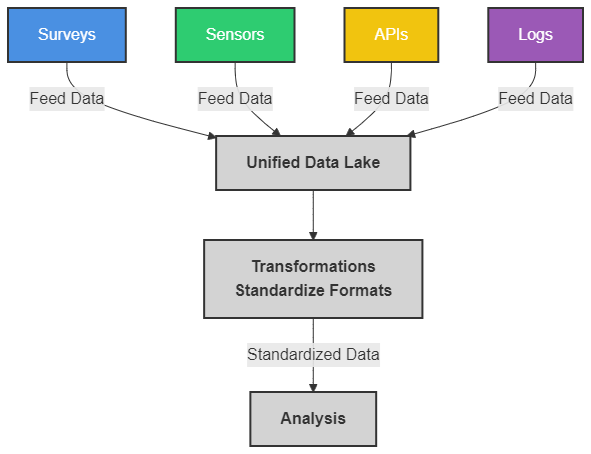 Surveys
Sensors
APIs
Logs
Feed Data
Feed Data
Feed Data
Feed Data
Unified Data Lake
Transformations
Standardize Formats
Standardized Data
Analysis